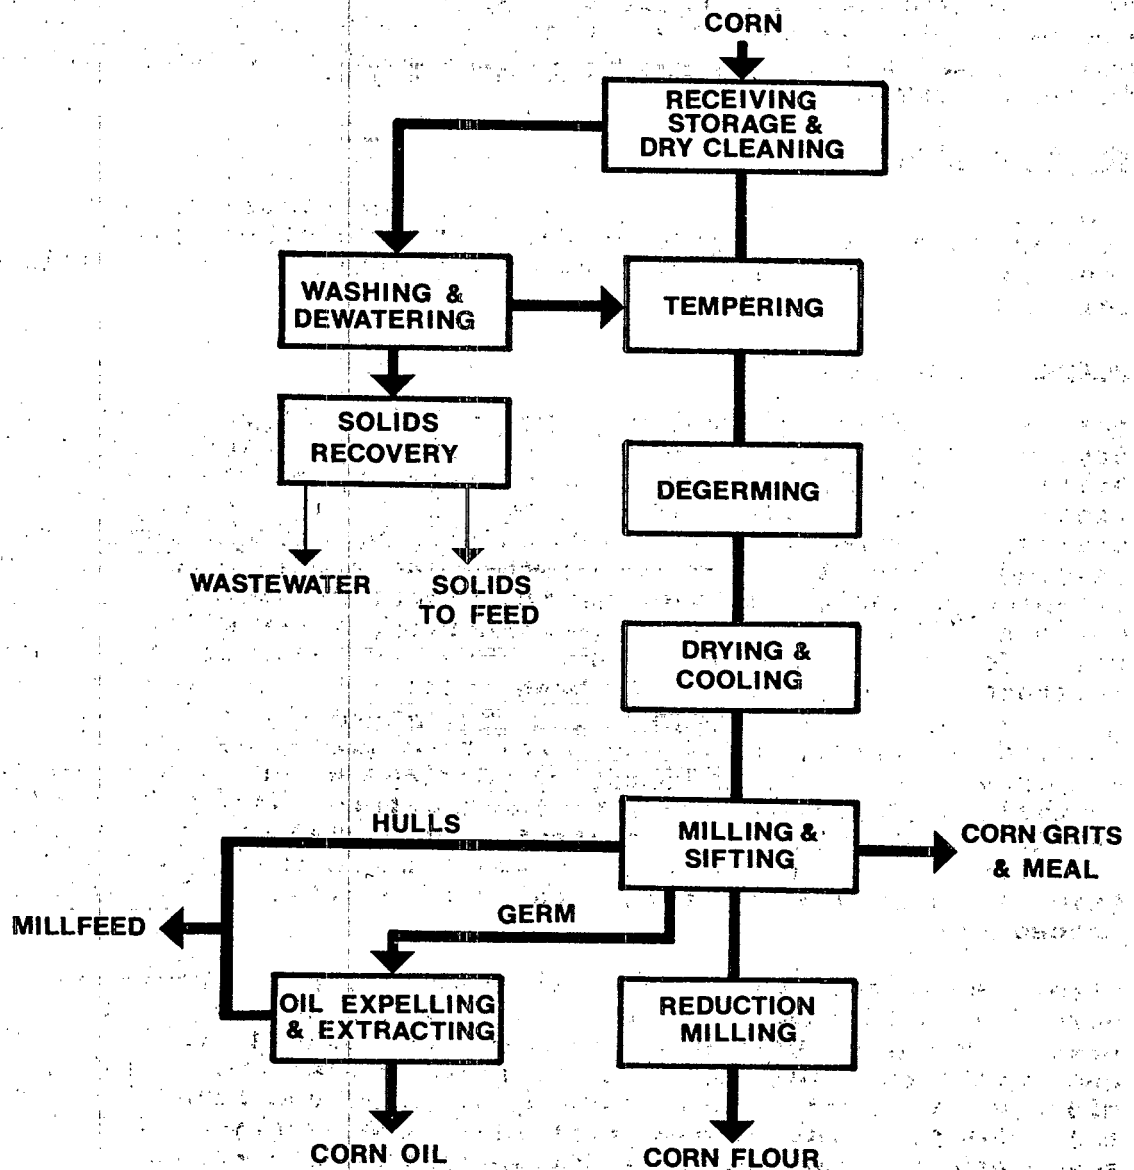 CORN
RECEIVING
STORAGE &
DRY CLEANING
WASHING &
DEWATERING
TEMPERING
SOLIDS
RECOVERY
DEGERMING
WASTEWATER
SOLIDS
TO FEED
DRYING &
COOLING
HULLS
MILLING &
SIFTING
CORN GRITS
& MEAL
GERM
MILLFEED
OIL EXPELLING
& EXTRACTING
REDUCTION
MILLING
CORN OIL
CORN FLOUR